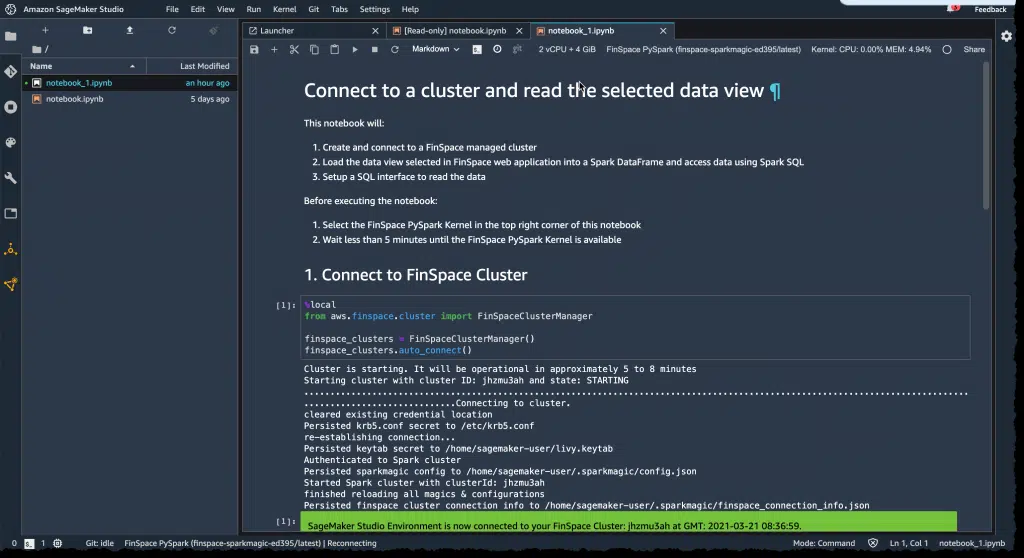 Amazon SageMaker Studio File Edit View Run Kernel Git Tabs Settings Help Feedback
Launcher [Read-only] notebook.ipynb notebook_1.ipynb
Markdown 2 vCPU + 4 GiB FinSpace PySpark (finspace-sparkmagic-ed395/latest) Kernel: CPU: 0.00% MEM: 4.94% Share
/
Name Last Modified
notebook_1.ipynb an hour ago
notebook.ipynb 5 days ago
Connect to a cluster and read the selected data view ¶
This notebook will:
1. Create and connect to a FinSpace managed cluster
2. Load the data view selected in FinSpace web application into a Spark DataFrame and access data using Spark SQL
3. Setup a SQL interface to read the data
Before executing the notebook:
1. Select the FinSpace PySpark Kernel in the top right corner of this notebook
2. Wait less than 5 minutes until the FinSpace PySpark Kernel is available
1. Connect to FinSpace Cluster
[1]: %local
from aws.finspace.cluster import FinSpaceClusterManager
finspace_clusters = FinSpaceClusterManager()
finspace_clusters.auto_connect()
Cluster is starting. It will be operational in approximately 5 to 8 minutes
Starting cluster with cluster ID: jhzmu3ah and state: STARTING
...............................................................................................................................
.............................Connecting to cluster.
cleared existing credential location
Persisted krb5.conf secret to /etc/krb5.conf
re-establishing connection...
Persisted keytab secret to /home/sagemaker-user/livy.keytab
Authenticated to Spark cluster
Persisted sparkmagic config to /home/sagemaker-user/.sparkmagic/config.json
Started Spark cluster with clusterId: jhzmu3ah
finished reloading all magics & configurations
Persisted finspace cluster connection info to /home/sagemaker-user/.sparkmagic/finspace_connection_info.json
[1]: SageMaker Studio Environment is now connected to your FinSpace Cluster: jhzmu3ah at GMT: 2021-03-21 08:36:59.
0 1 Git: idle FinSpace PySpark (finspace-sparkmagic-ed395/latest) | Reconnecting Mode: Command Ln 1, Col 1 notebook_1.ipynb